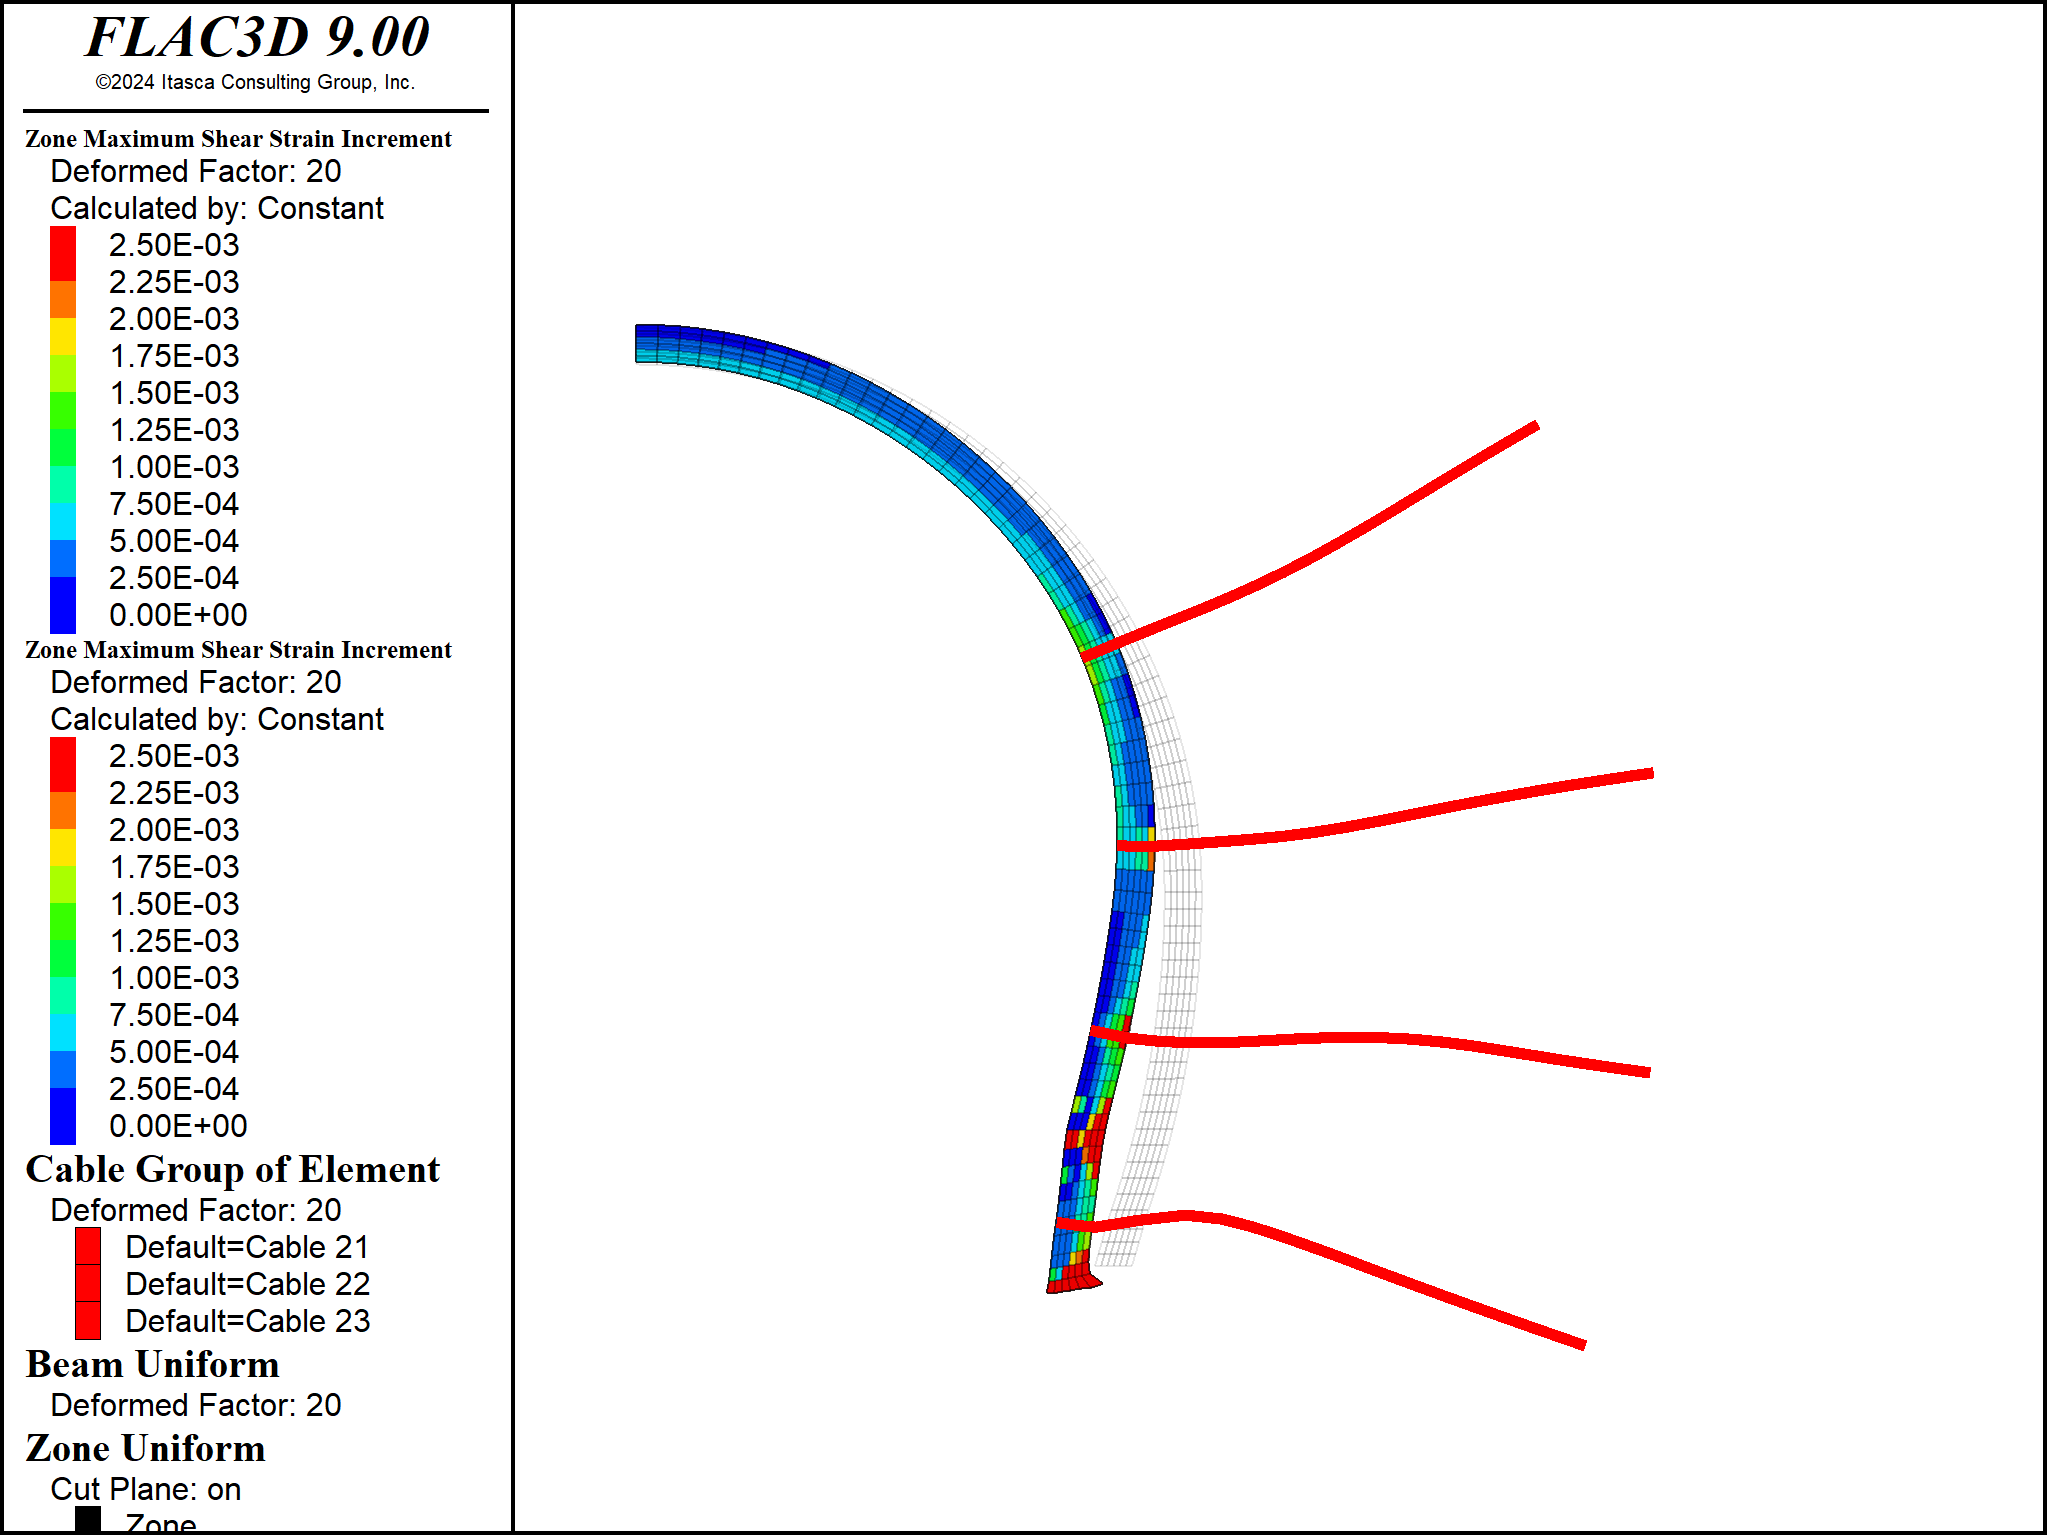 FLAC3D 9.00
©2024 Itasca Consulting Group, Inc.
Zone Maximum Shear Strain Increment
Deformed Factor: 20
Calculated by: Constant
2.50E-03
2.25E-03
2.00E-03
1.75E-03
1.50E-03
1.25E-03
1.00E-03
7.50E-04
5.00E-04
2.50E-04
0.00E+00
Zone Maximum Shear Strain Increment
Deformed Factor: 20
Calculated by: Constant
2.50E-03
2.25E-03
2.00E-03
1.75E-03
1.50E-03
1.25E-03
1.00E-03
7.50E-04
5.00E-04
2.50E-04
0.00E+00
Cable Group of Element
Deformed Factor: 20
Default=Cable 21
Default=Cable 22
Default=Cable 23
Beam Uniform
Deformed Factor: 20
Zone Uniform
Cut Plane: on
Zone